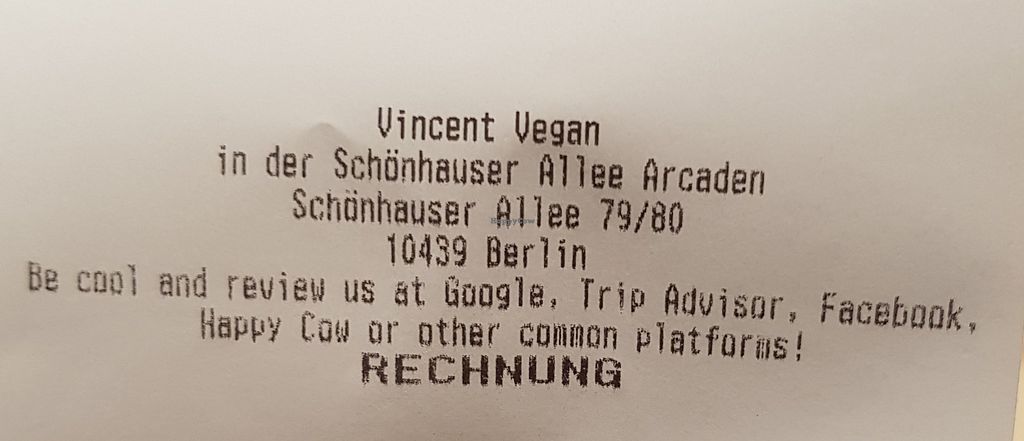 Vincent Vegan
in der Schönhauser Allee Arcaden
Schönhauser Allee 79/80
HappyCow
10439 Berlin
Be cool and review us at Google, Trip Advisor, Facebook,
Happy Cow or other common platforms!
RECHNUNG